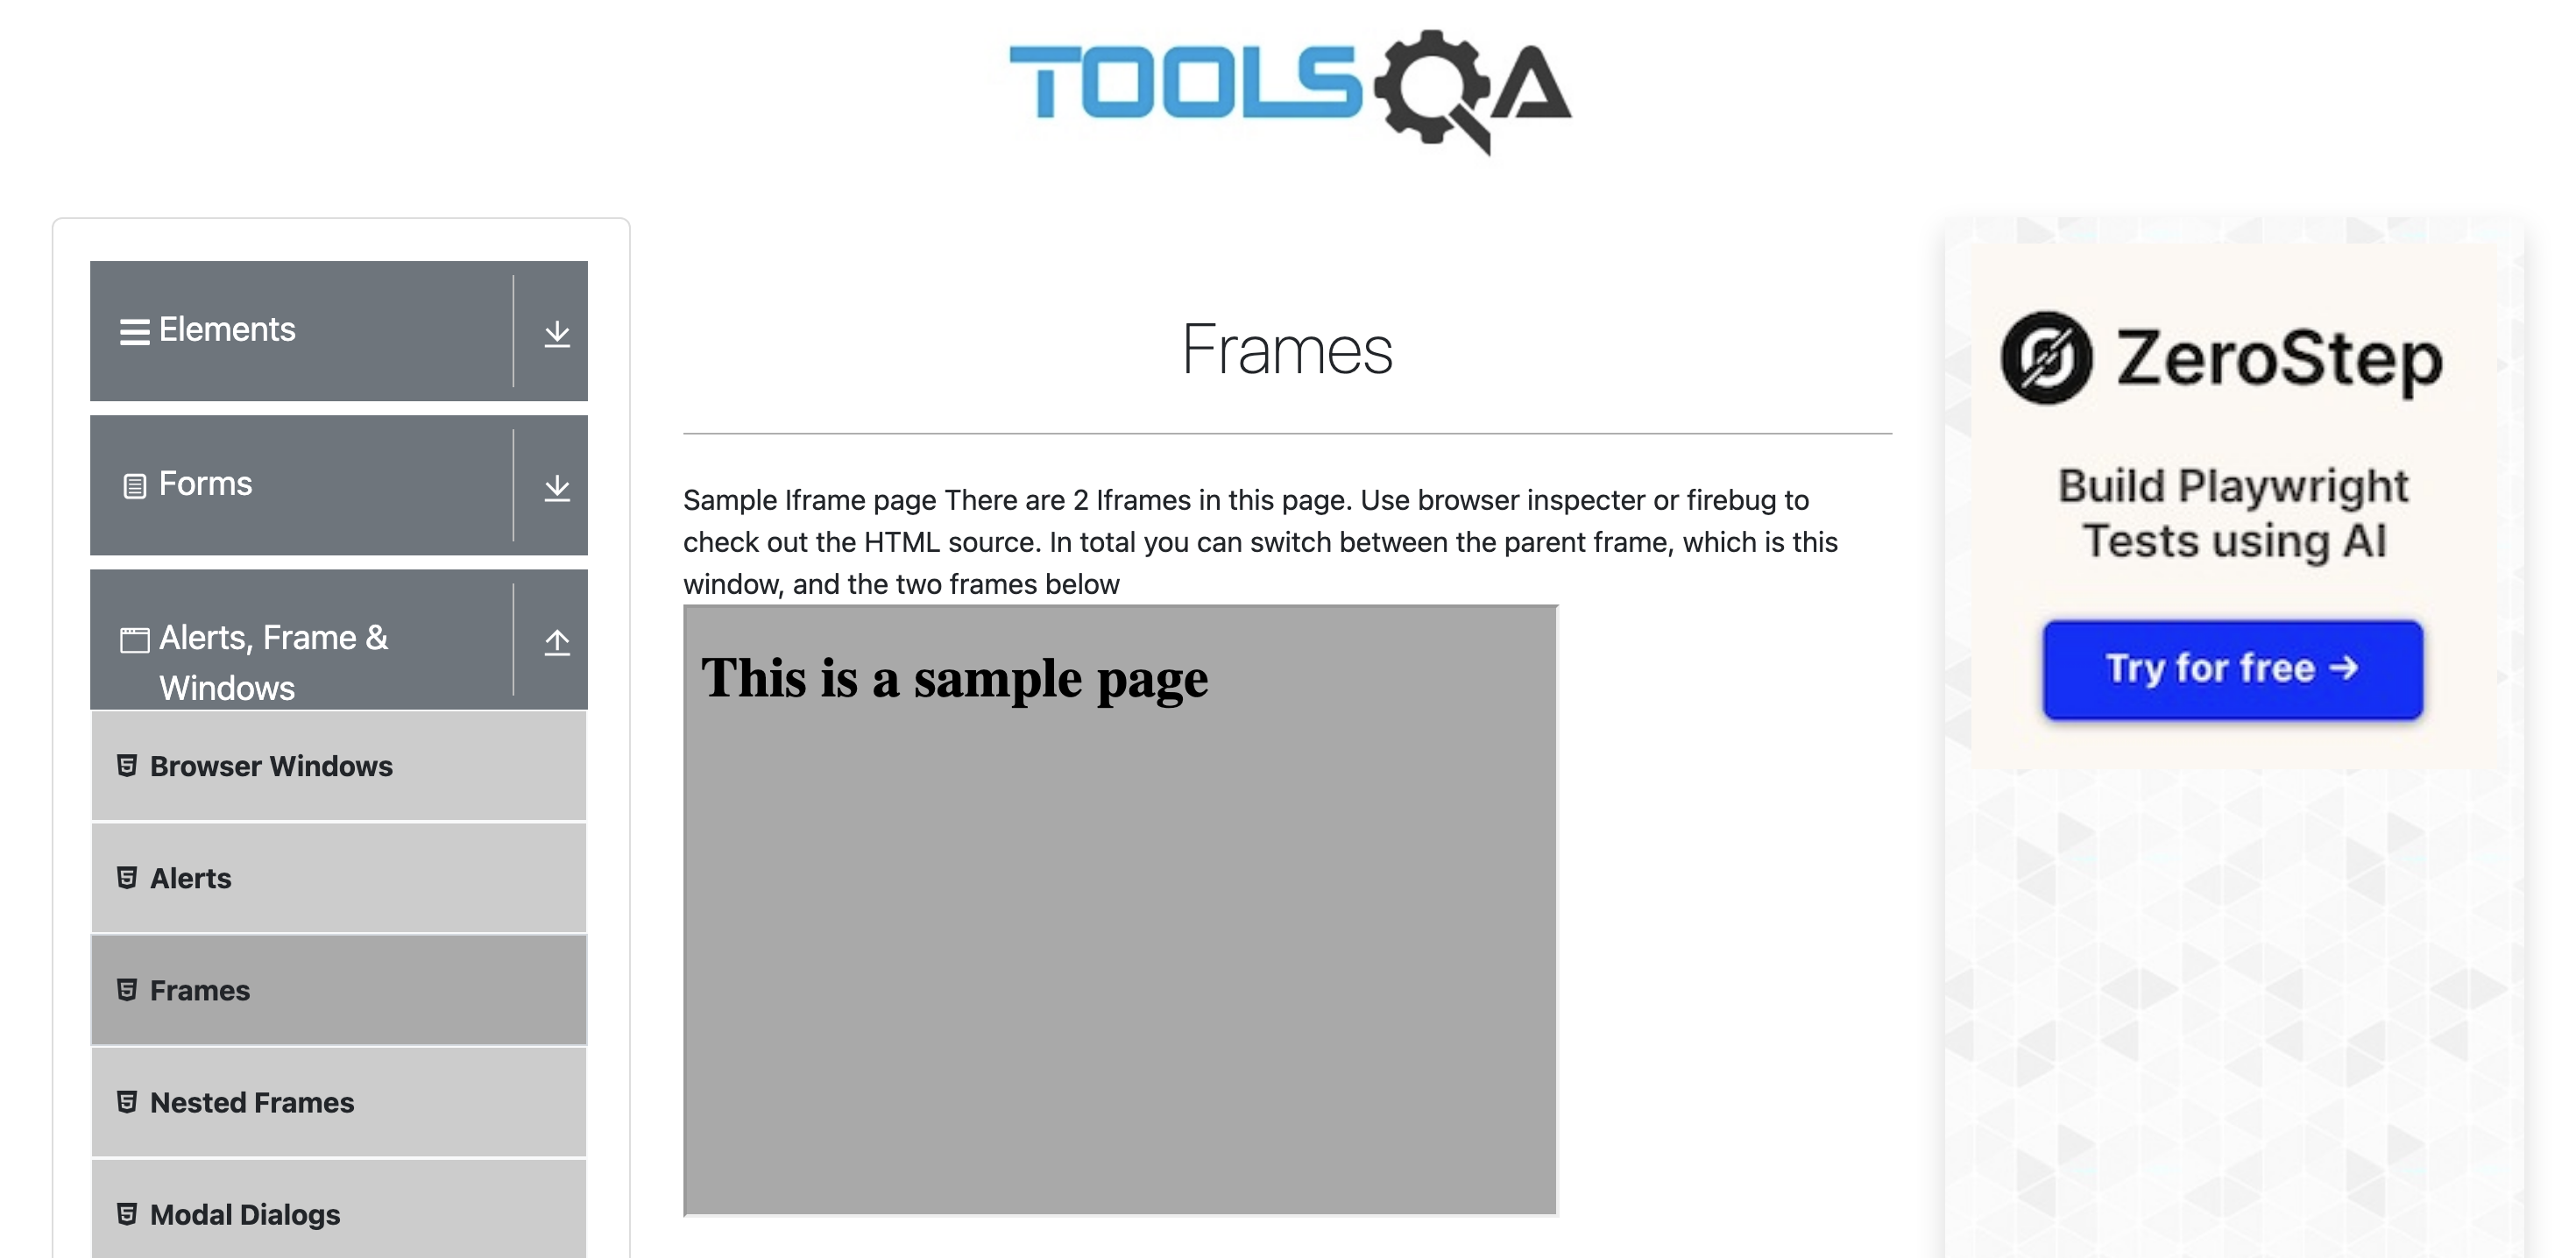 TOOLSQA
Elements
Forms
Alerts, Frame &
Windows
Browser Windows
Alerts
Frames
Nested Frames
Modal Dialogs
Frames
Sample Iframe page There are 2 Iframes in this page. Use browser inspecter or firebug to
check out the HTML source. In total you can switch between the parent frame, which is this
window, and the two frames below
This is a sample page
ZeroStep
Build Playwright
Tests using AI
Try for free →